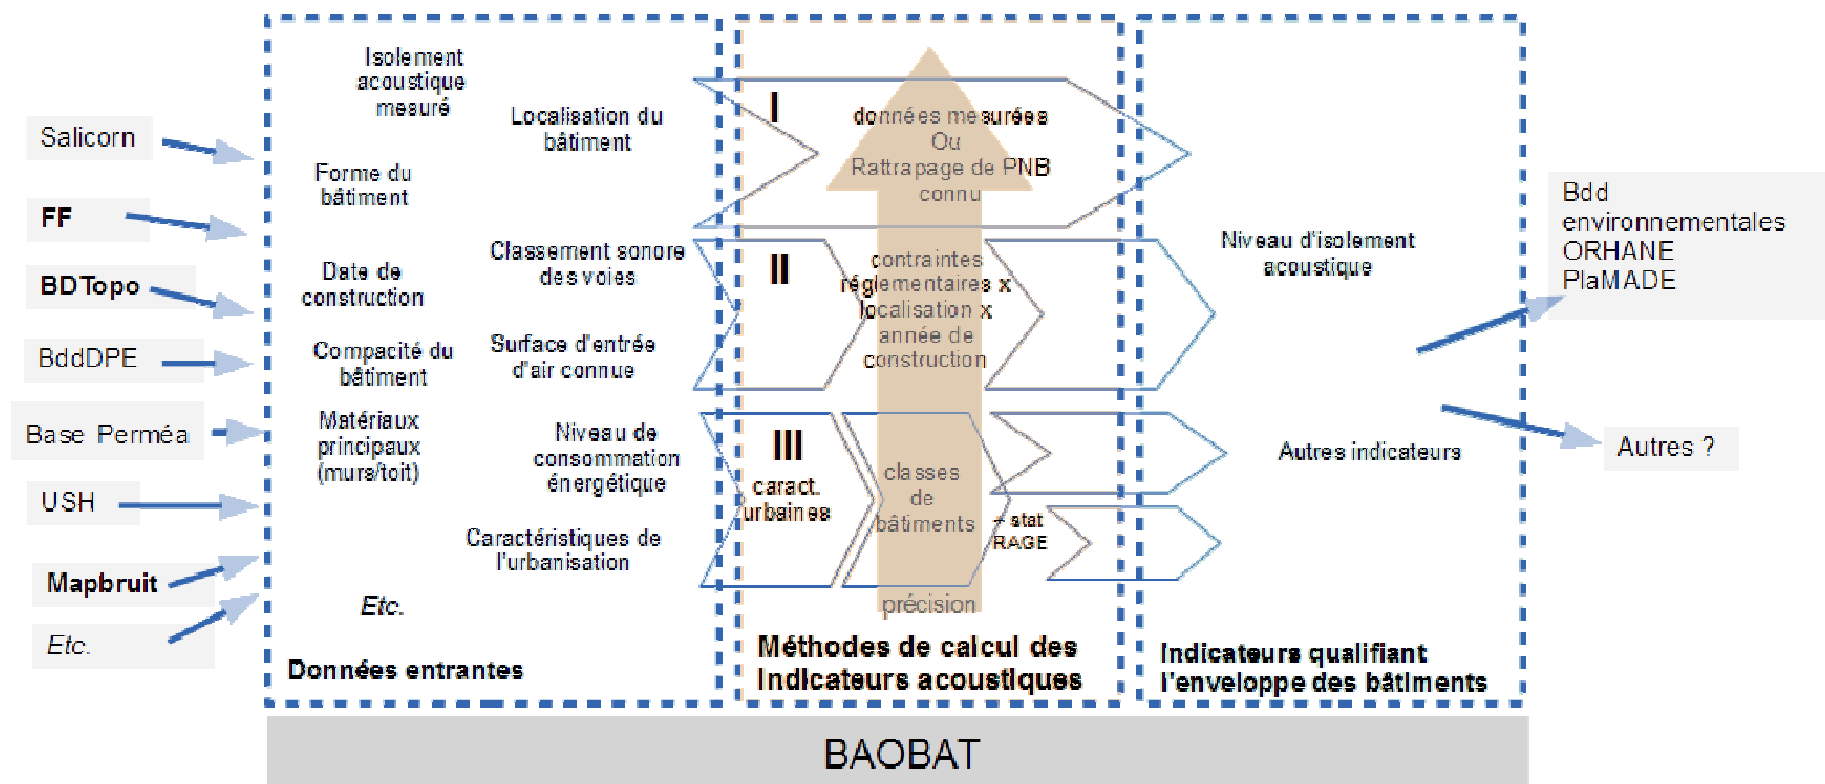 Salicorn
FF
BDTopo
BddDPE
Base Perméa
USH
Mapbruit
Etc.
Isolement
acoustique
mesuré
Localisation du
bâtiment
Forme du
bâtiment
Classement sonore
des voies
Date de
construction
Surface d'entrée
d'air connue
Compacité du
bâtiment
Matériaux
principaux
(murs/toit)
Niveau de
consommation
énergétique
Caractéristiques de
l'urbanisation
Etc.
Données entrantes
I
données mesurées
Ou
Rattrapage de PNB
connu
II
contraintes
réglementaires x
localisation x
année de
construction
III
caract.
urbaines
classes
de
bâtiments
+ stat
RAGE
précision
Méthodes de calcul des
Indicateurs acoustiques
Niveau d'isolement
acoustique
Autres indicateurs
Indicateurs qualifiant
l'enveloppe des bâtiments
Bdd
environnementales
ORHANE
PlaMADE
Autres ?
BAOBAT